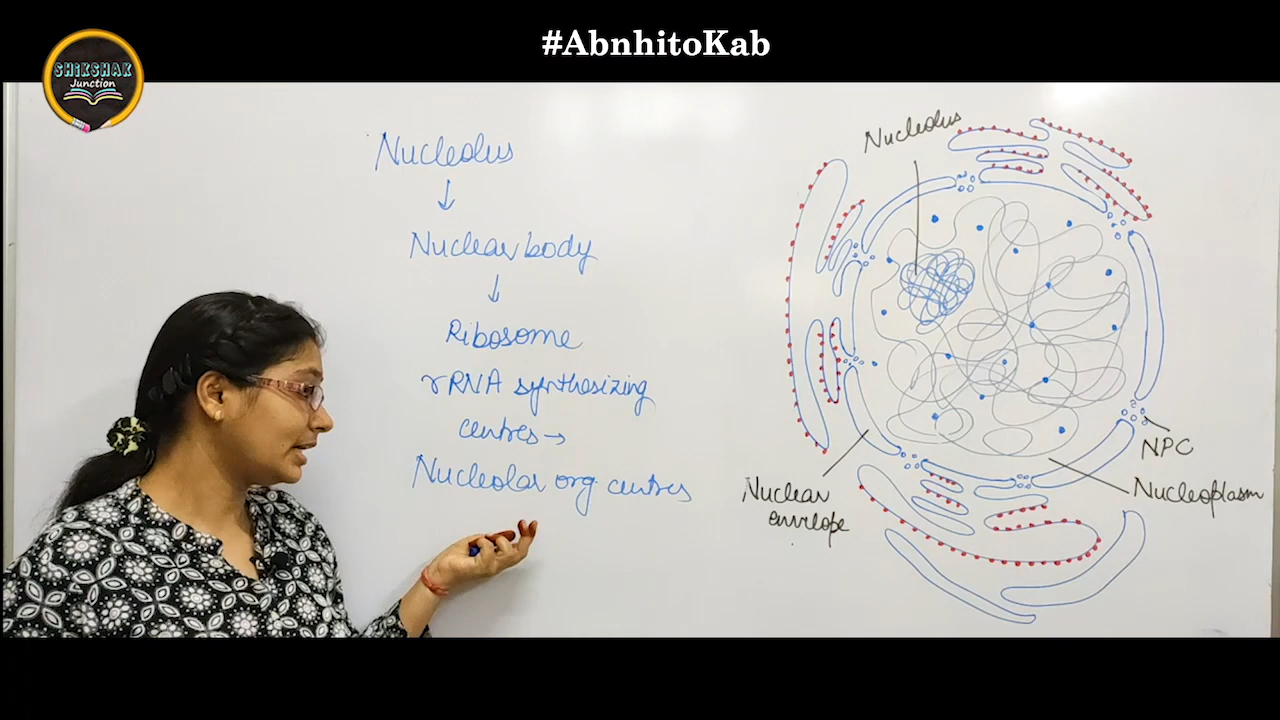 #AbnhitoKab
SHIKSHAK
Junction
Nucleolus
↓
Nuclear body
↓
Ribosome
rRNA synthesizing
centres →
Nucleolar org. centres
Nucleolus
NPC
Nucleoplasm
Nuclear
envelope